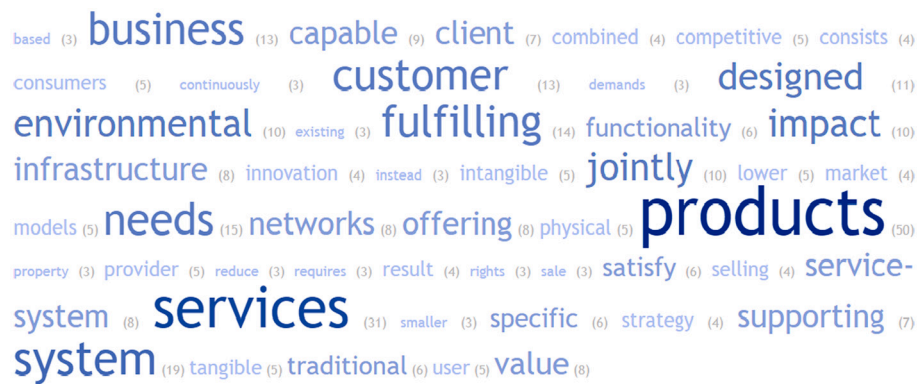 based (3) business (13) capable (9) client (7) combined (4) competitive (5) consists (4)
consumers (5) continuously (3) customer (13) demands (3) designed (11)
environmental (10) existing (3) fulfilling (14) functionality (6) impact (10)
infrastructure (8) innovation (4) instead (3) intangible (5) jointly (10) lower (5) market (4)
models (5) needs (15) networks (8) offering (8) physical (5) products (50)
property (3) provider (5) reduce (3) requires (3) result (4) rights (3) sale (3) satisfy (6) selling (4) service-
system (8) services (31) smaller (3) specific (6) strategy (4) supporting (7)
system (19) tangible (5) traditional (6) user (5) value (8)